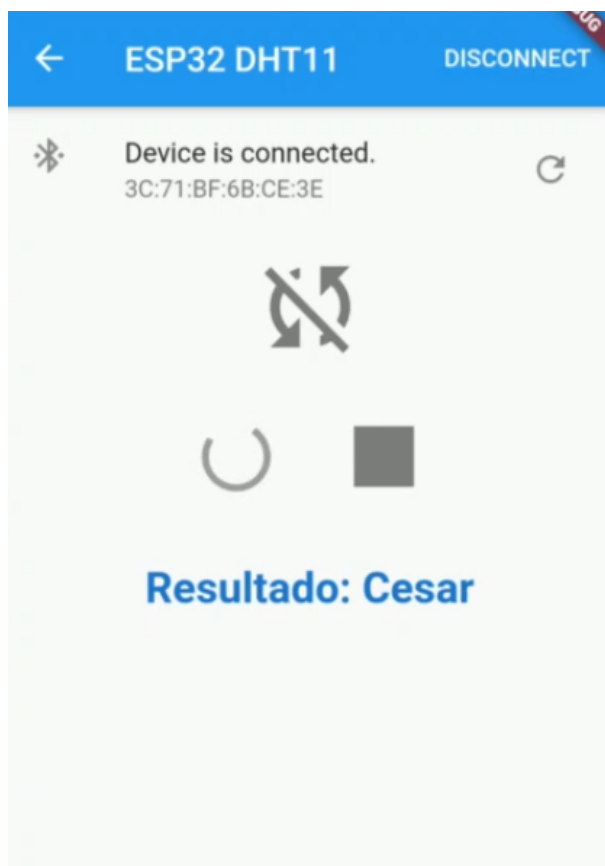 ESP32 DHT11
DISCONNECT
Device is connected.
3C:71:BF:6B:CE:3E
Resultado: Cesar